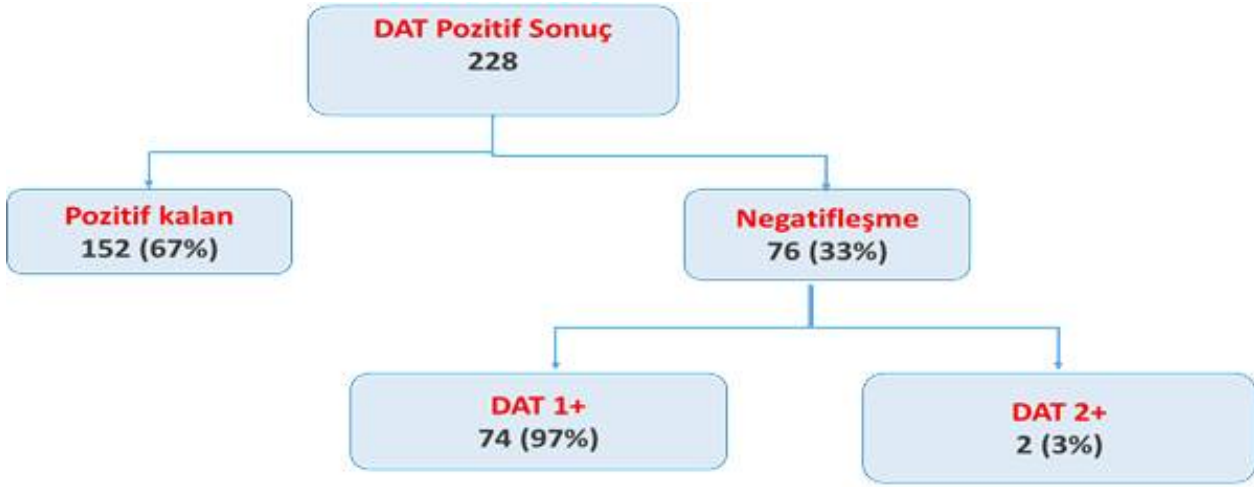 DAT Pozitif Sonuç
228
Pozitif kalan
152 (67%)
Negatifleşme
76 (33%)
DAT 1+
74 (97%)
DAT 2+
2 (3%)